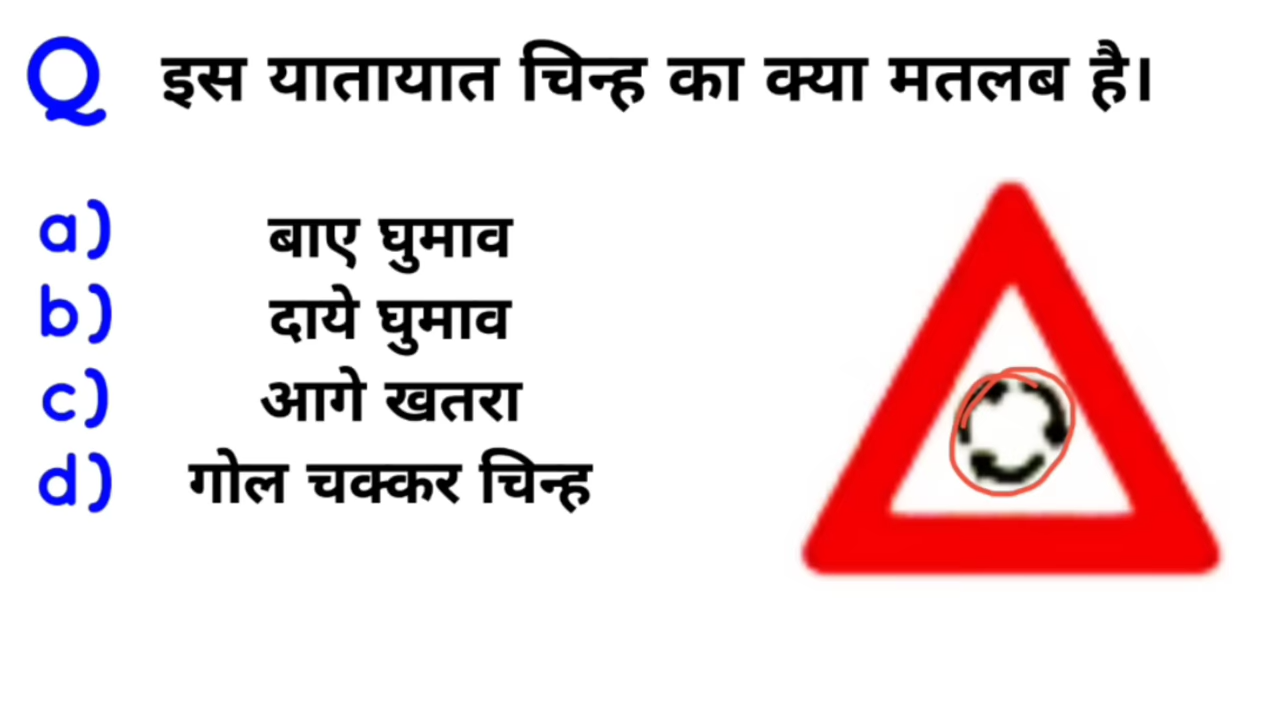 Q इस यातायात चिन्ह का क्या मतलब है।
a) बाए घुमाव
b) दाये घुमाव
c) आगे खतरा
d) गोल चक्कर चिन्ह